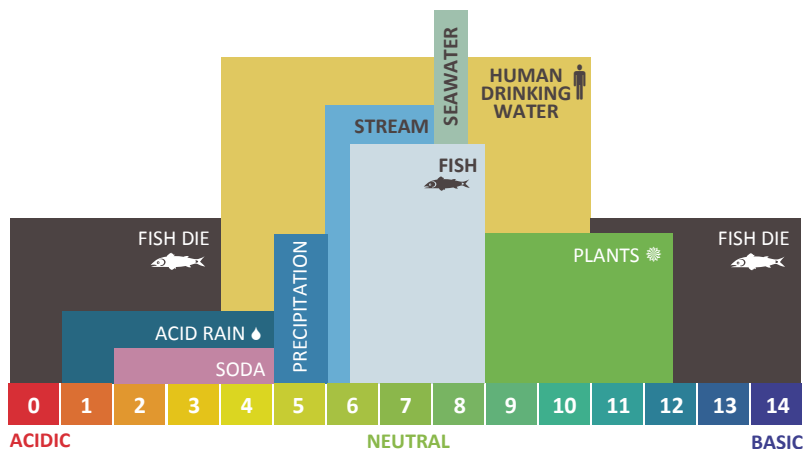 SEAWATER
HUMAN
DRINKING
WATER
STREAM
FISH
FISH DIE
PRECIPITATION
PLANTS
FISH DIE
ACID RAIN
SODA
0 1 2 3 4 5 6 7 8 9 10 11 12 13 14
ACIDIC NEUTRAL BASIC